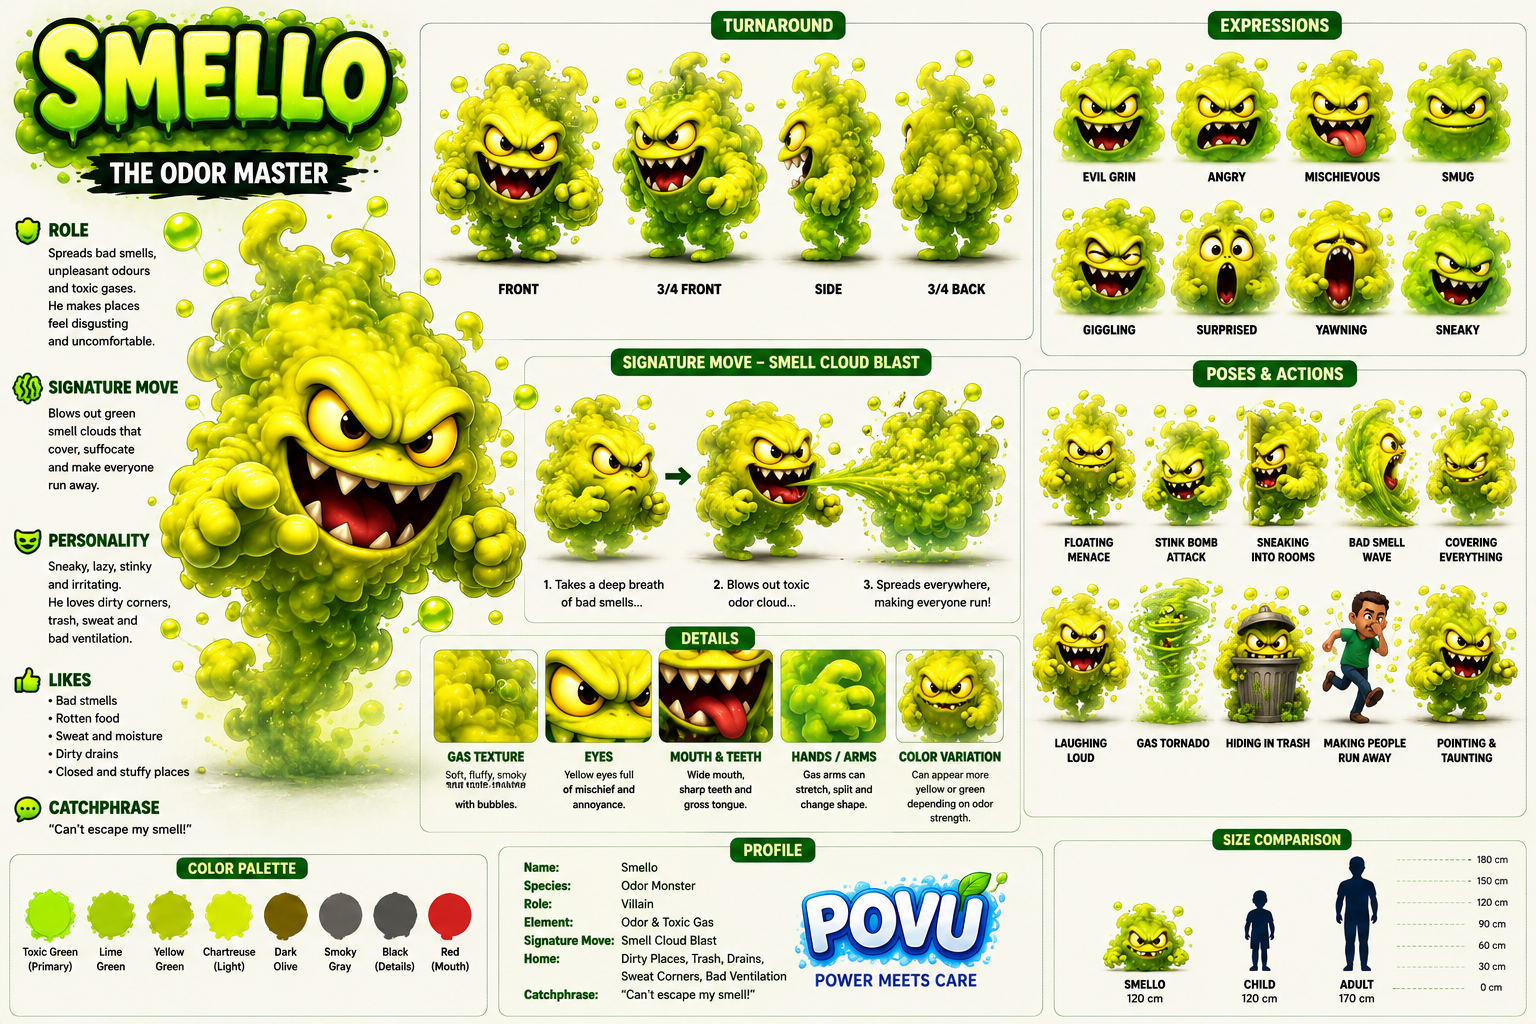 SMELLO
THE ODOR MASTER
ROLE
Spreads bad smells,
unpleasant odours
and toxic gases.
He makes places
feel disgusting
and uncomfortable.
SIGNATURE MOVE
Blows out green
smell clouds that
cover, suffocate
and make everyone
run away.
PERSONALITY
Sneaky, lazy, stinky
and irritating.
He loves dirty corners,
trash, sweat and
bad ventilation.
LIKES
• Bad stmells
• Rotten food
• Sweat and moisture
• Dirty drains
• Closed and stuffy places
CATCHPHRASE
“Can't escape my smell!”
TURNAROUND
FRONT
3/4 FRONT
SIDE
3/4 BACK
EXPRESSIONS
EVIL GRIN
ANGRY
MISCHIEVOUS
SMUG
GIGGLING
SURPRISED
YAWNING
SNEAKY
SIGNATURE MOVE – SMELL CLOUD BLAST
1. Takes a deep breath
of bad smells...
2. Blows out toxic
odor cloud...
3. Spreads everywhere,
making everyone run!
POSES & ACTIONS
FLOATING
MENACE
STINK BOMB
ATTACK
SNEAKING
INTO ROOMS
BAD SMELL
WAVE
COVERING
EVERYTHING
LAUGHING
LOUD
GAS TORNADO
HIDING IN TRASH
MAKING PEOPLE
RUN AWAY
POINTING &
TAUNTING
DETAILS
GAS TEXTURE
Soft, fluffy, smoky
with bubbles.
EYES
Yellow eyes full
of mischief and
annoyance.
MOUTH & TEETH
Wide mouth,
sharp teeth and
gross tongue.
HANDS / ARMS
Gas arms can
stretch, split and
change shape.
COLOR VARIATION
Can appear more
yellow or green
depending on odor
strength.
COLOR PALETTE
Toxic Green
(Primary)
Lime
Green
Yellow
Green
Chartreuse
(Light)
Dark
Olive
Smoky
Gray
Black
(Details)
Red
(Mouth)
PROFILE
Name: Smello
Species: Odor Monster
Role: Villain
Element: Odor & Toxic Gas
Signature Move: Smell Cloud Blast
Home: Dirty Places, Trash, Drains,
Sweat Corners, Bad Ventilation
Catchphrase: “Can't escape my smell!”
POVU
POWER MEETS CARE
SIZE COMPARISON
180 cm
150 cm
120 cm
90 cm
60 cm
30 cm
0 cm
SMELLO
120 cm
CHILD
120 cm
ADULT
170 cm